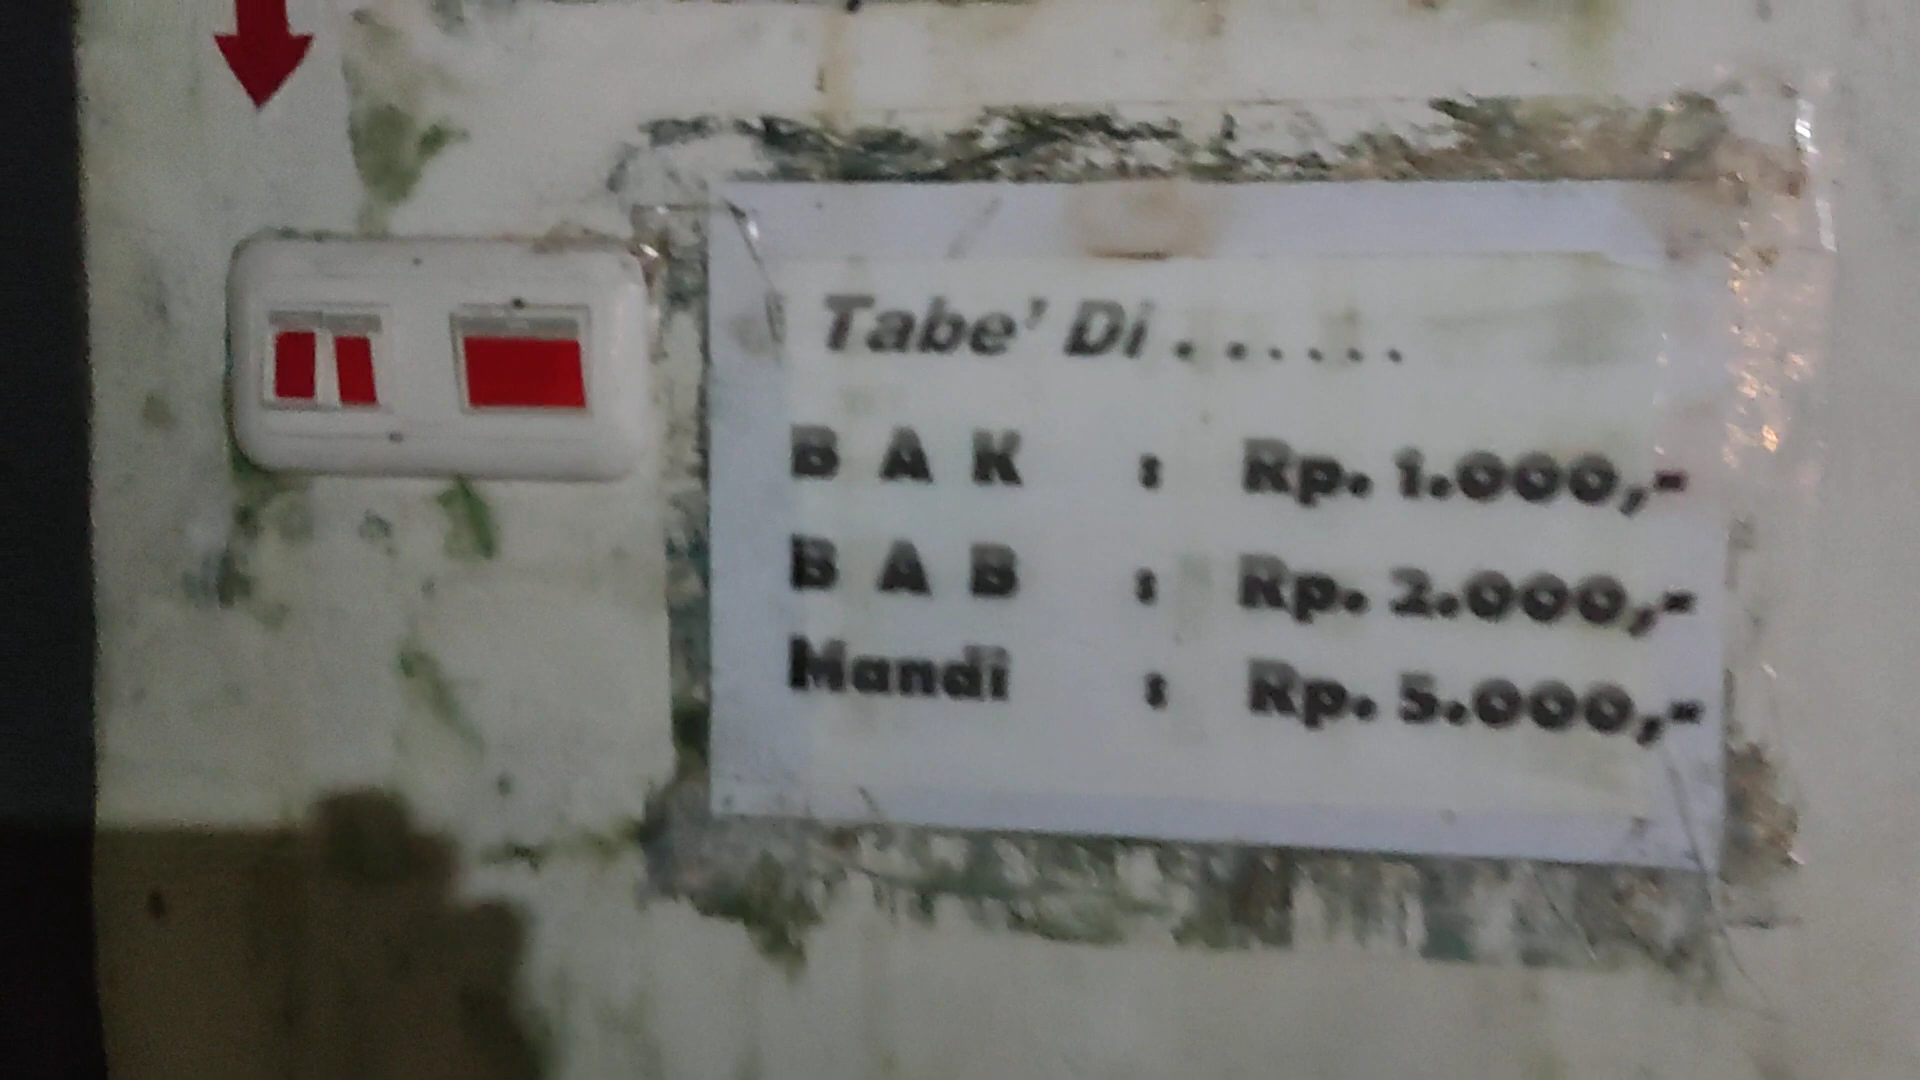 Tabe' Di . . . . . .
B A K : Rp. 1.000,-
B A B : Rp. 2.000,-
Mandi : Rp. 5.000,-